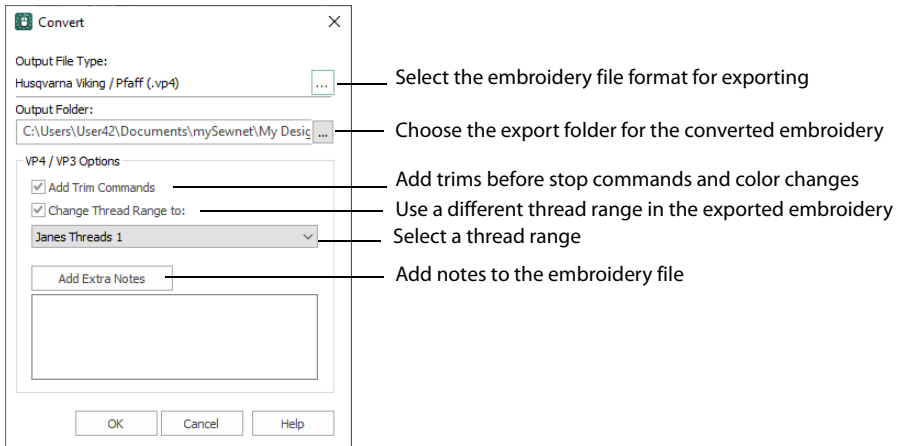 Convert
Output File Type:
Husqvarna Viking / Pfaff (.vp4)
...
Select the embroidery file format for exporting
Output Folder:
C:\Users\User42\Documents\mySewnet\My Desig
...
Choose the export folder for the converted embroidery
VP4 / VP3 Options
Add Trim Commands
Add trims before stop commands and color changes
Change Thread Range to:
Use a different thread range in the exported embroidery
Janes Threads 1
Select a thread range
Add Extra Notes
Add notes to the embroidery file
OK
Cancel
Help